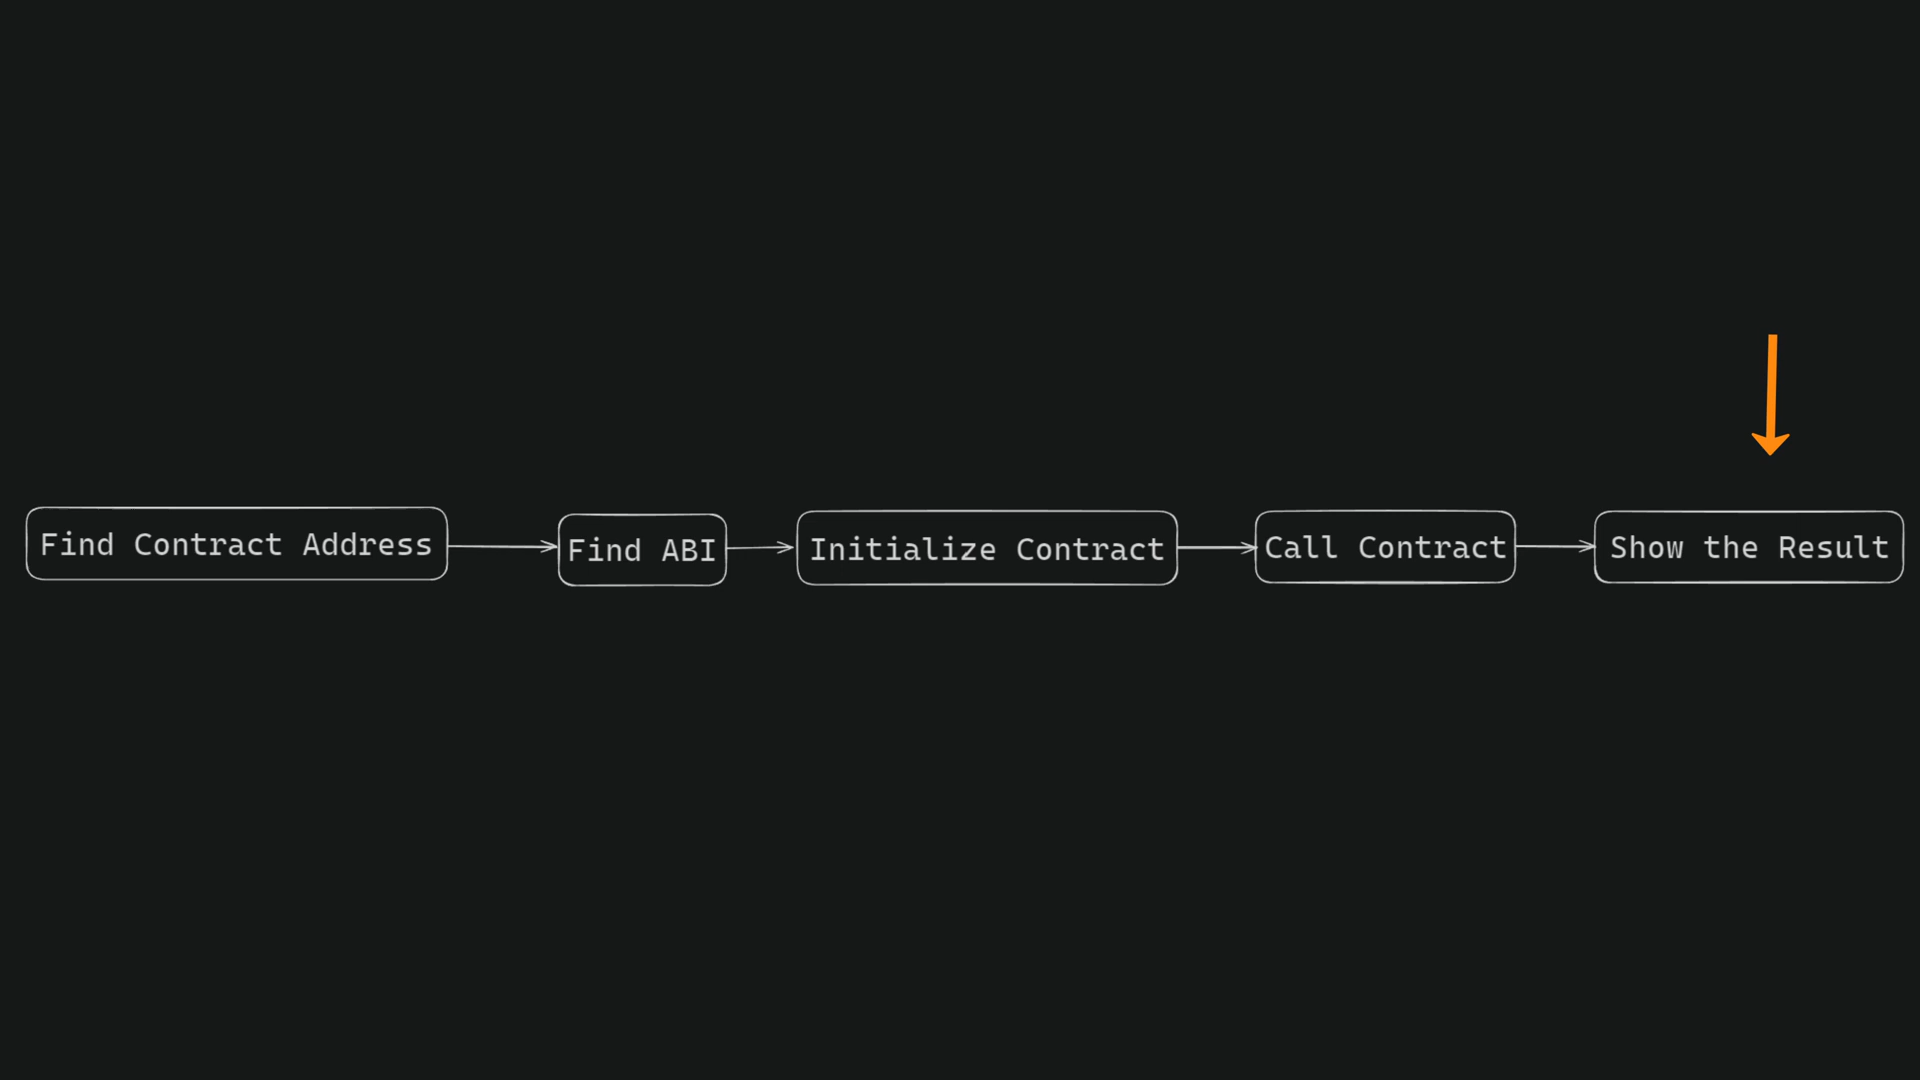 Find Contract Address
Find ABI
Initialize Contract
Call Contract
Show the Result